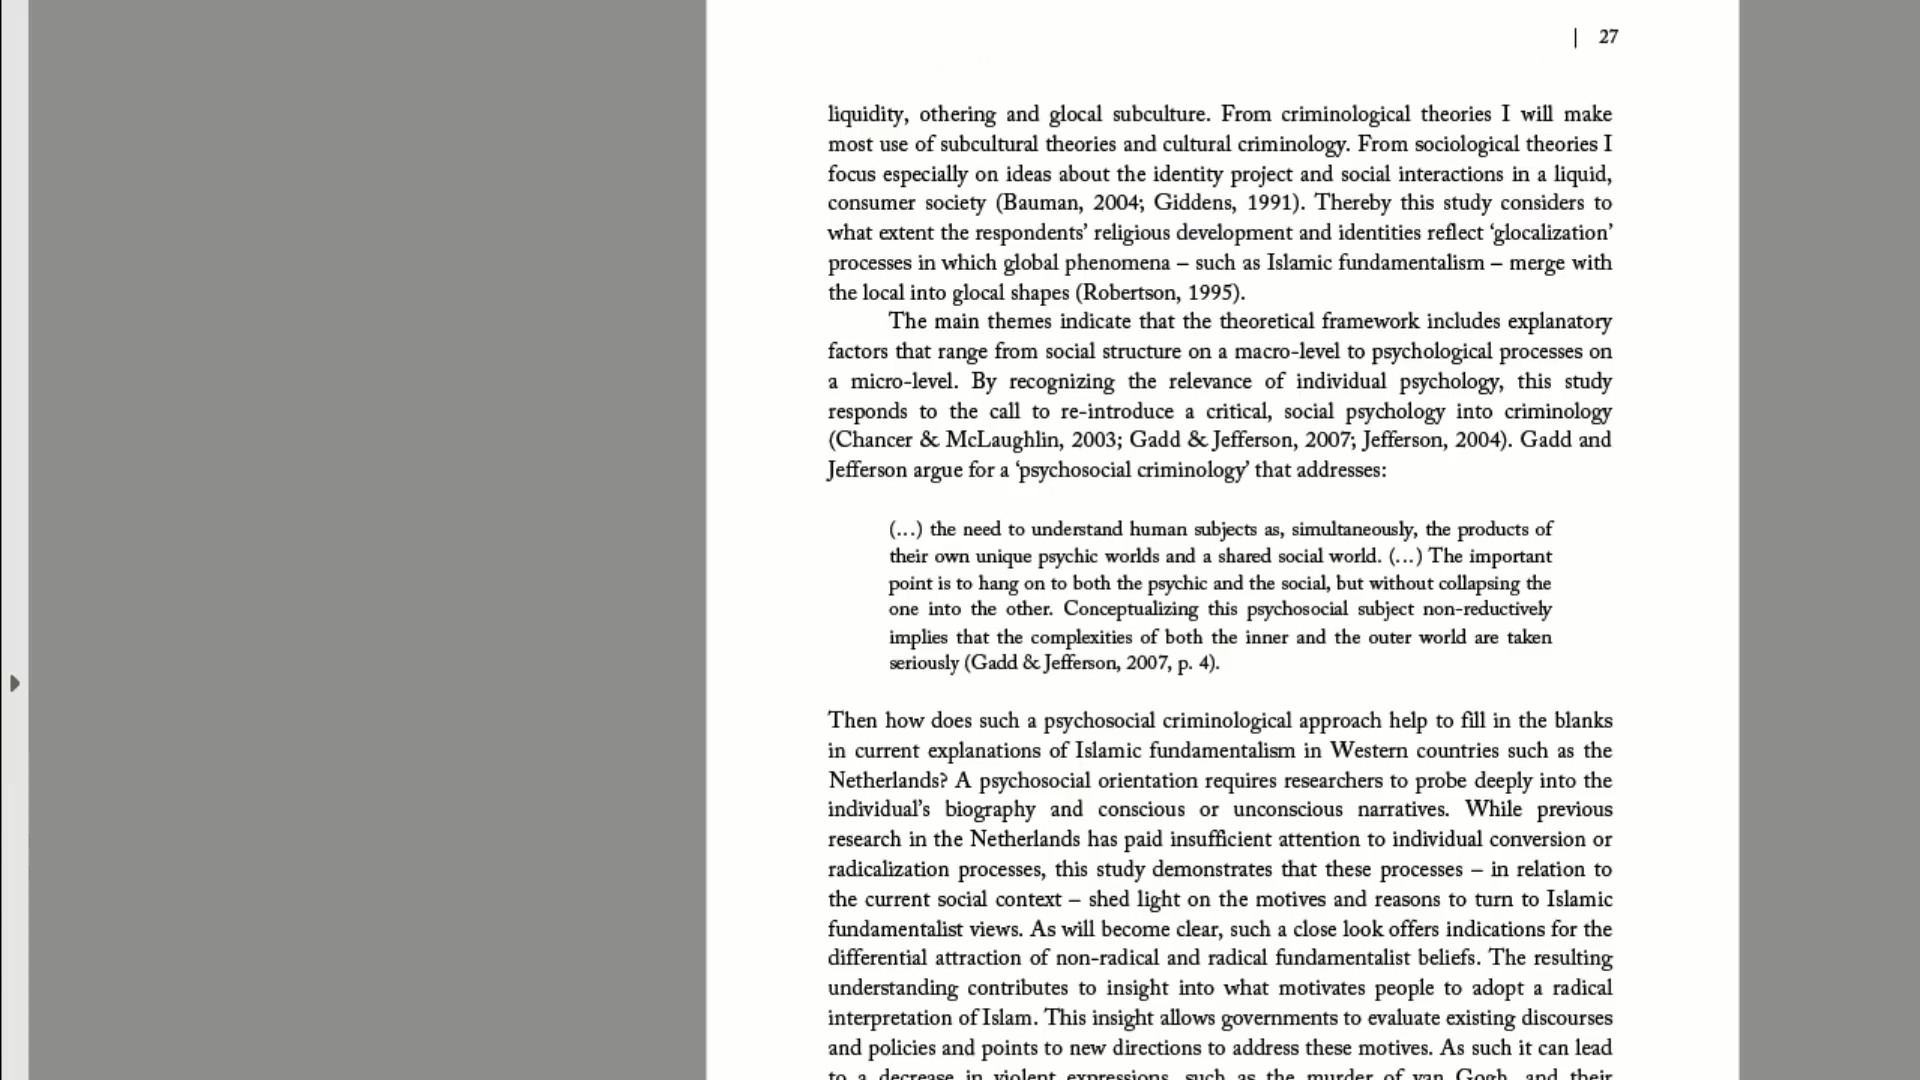 | 27
liquidity, othering and glocal subculture. From criminological theories I will make
most use of subcultural theories and cultural criminology. From sociological theories I
focus especially on ideas about the identity project and social interactions in a liquid,
consumer society (Bauman, 2004; Giddens, 1991). Thereby this study considers to
what extent the respondents’ religious development and identities reflect ‘glocalization’
processes in which global phenomena – such as Islamic fundamentalism – merge with
the local into glocal shapes (Robertson, 1995).
The main themes indicate that the theoretical framework includes explanatory
factors that range from social structure on a macro-level to psychological processes on
a micro-level. By recognizing the relevance of individual psychology, this study
responds to the call to re-introduce a critical, social psychology into criminology
(Chancer & McLaughlin, 2003; Gadd & Jefferson, 2007; Jefferson, 2004). Gadd and
Jefferson argue for a ‘psychosocial criminology’ that addresses:
(…) the need to understand human subjects as, simultaneously, the products of
their own unique psychic worlds and a shared social world. (…) The important
point is to hang on to both the psychic and the social, but without collapsing the
one into the other. Conceptualizing this psychosocial subject non-reductively
implies that the complexities of both the inner and the outer world are taken
seriously (Gadd & Jefferson, 2007, p. 4).
Then how does such a psychosocial criminological approach help to fill in the blanks
in current explanations of Islamic fundamentalism in Western countries such as the
Netherlands? A psychosocial orientation requires researchers to probe deeply into the
individual’s biography and conscious or unconscious narratives. While previous
research in the Netherlands has paid insufficient attention to individual conversion or
radicalization processes, this study demonstrates that these processes – in relation to
the current social context – shed light on the motives and reasons to turn to Islamic
fundamentalist views. As will become clear, such a close look offers indications for the
differential attraction of non-radical and radical fundamentalist beliefs. The resulting
understanding contributes to insight into what motivates people to adopt a radical
interpretation of Islam. This insight allows governments to evaluate existing discourses
and policies and points to new directions to address these motives. As such it can lead
to a decrease in violent expressions, such as the murder of van Gogh, and their